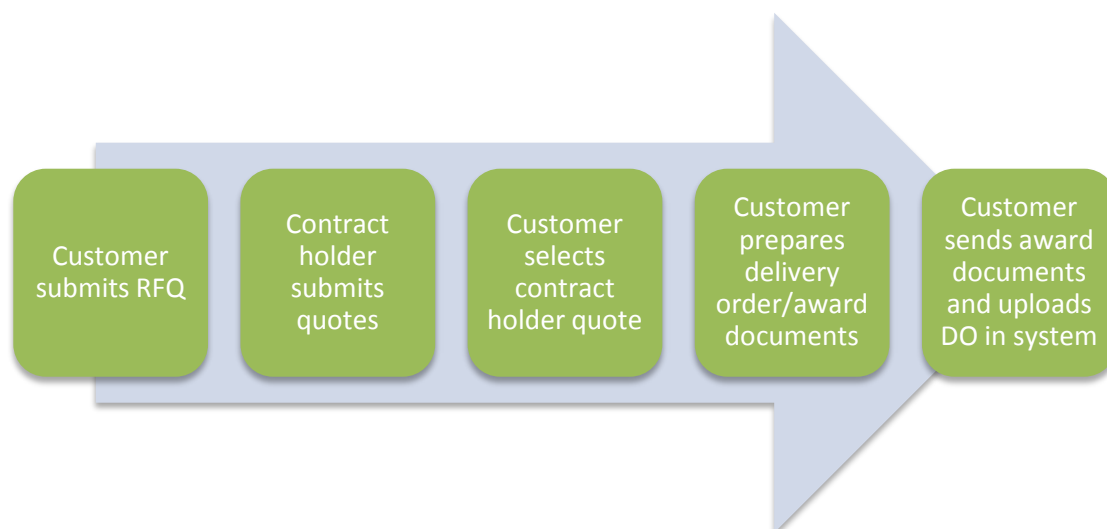 Customer
submits RFQ
Contract
holder
submits
quotes
Customer
selects
contract
holder quote
Customer
prepares
delivery
order/award
documents
Customer
sends award
documents
and uploads
DO in system